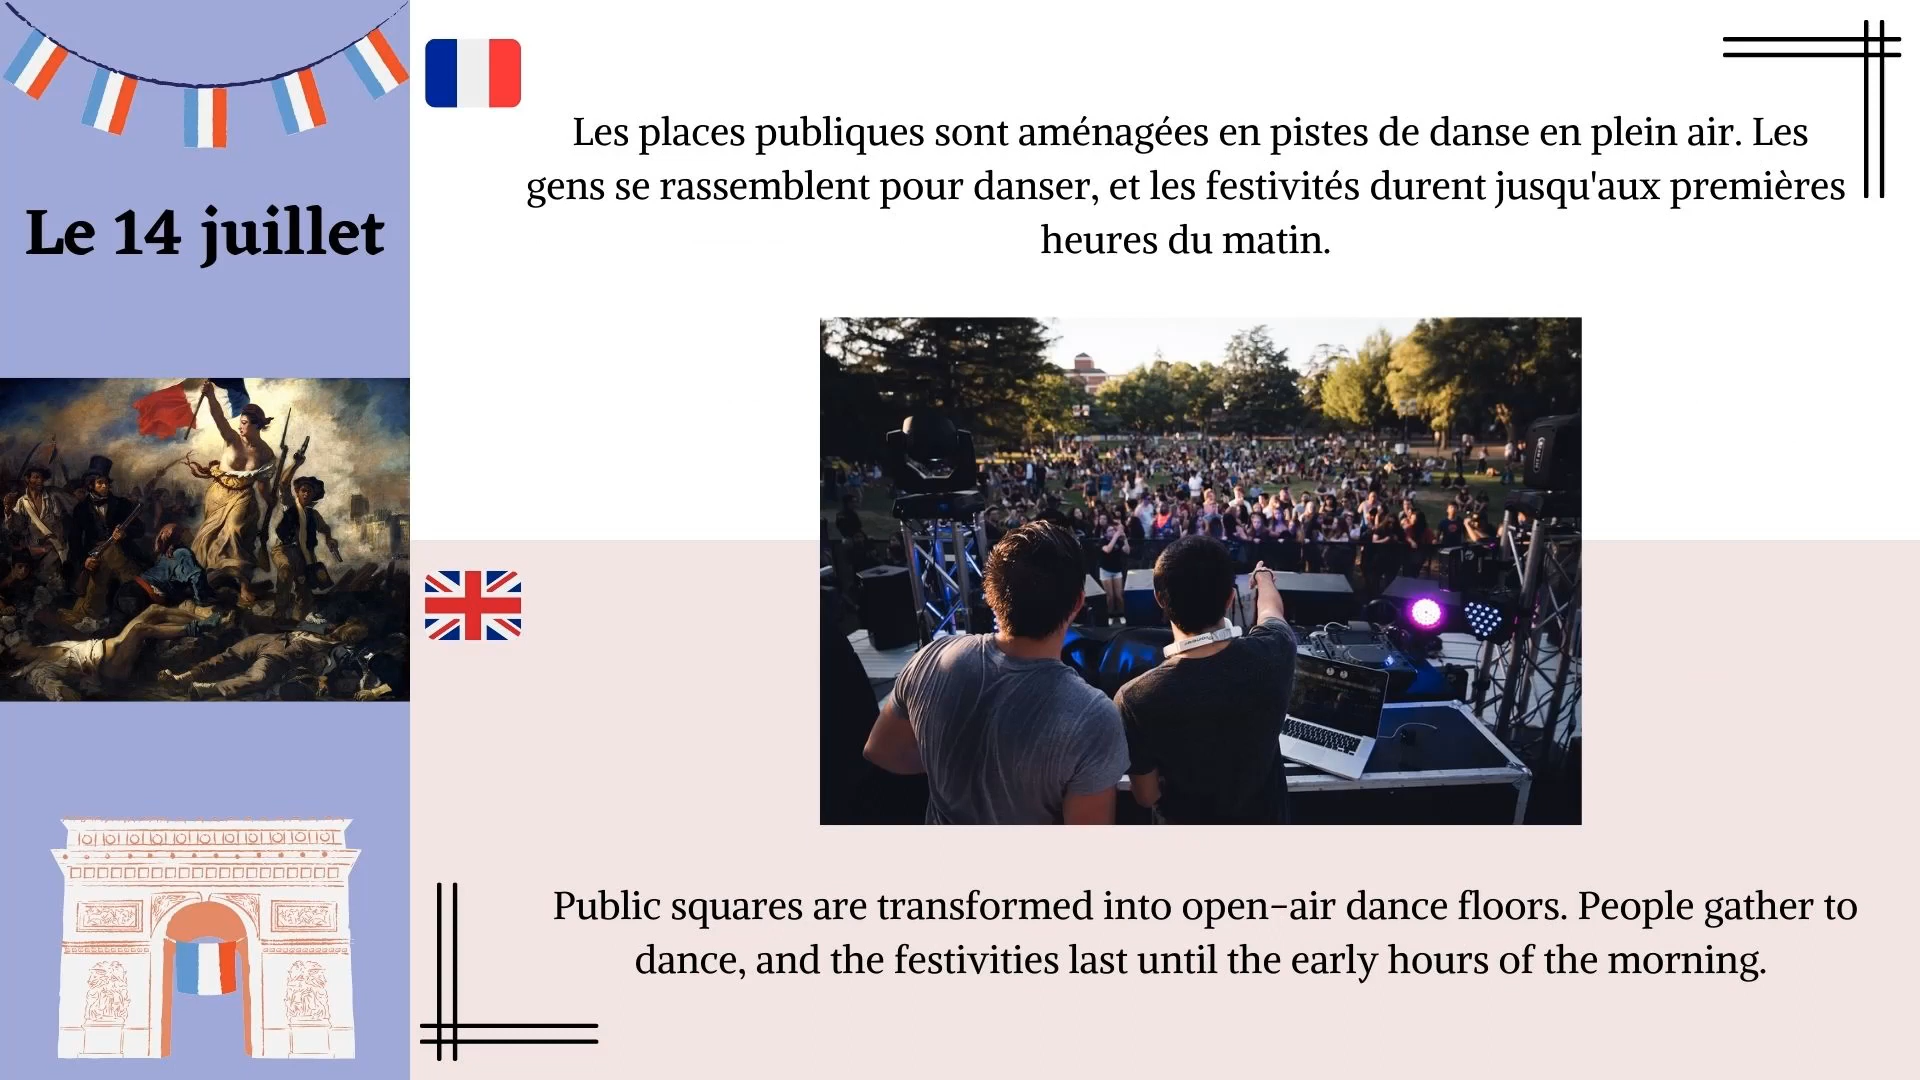 Le 14 juillet
Les places publiques sont aménagées en pistes de danse en plein air. Les
gens se rassemblent pour danser, et les festivités durent jusqu'aux premières
heures du matin.
Pioneer
Public squares are transformed into open-air dance floors. People gather to
dance, and the festivities last until the early hours of the morning.